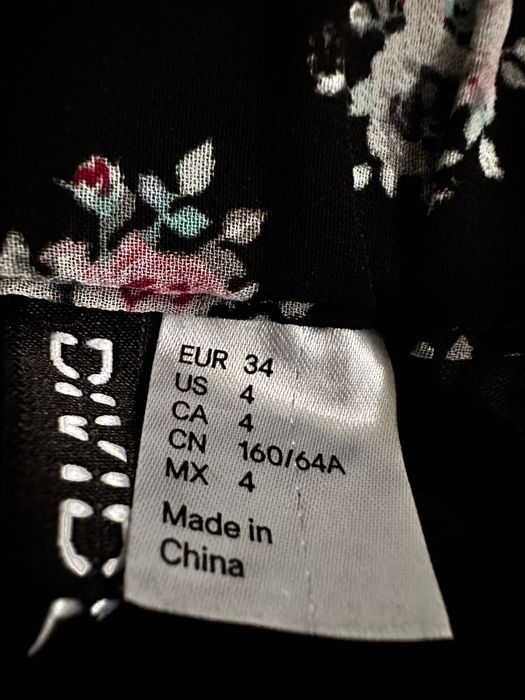 EUR 34
US 4
CA 4
CN 160/64A
MX 4
Made in
China